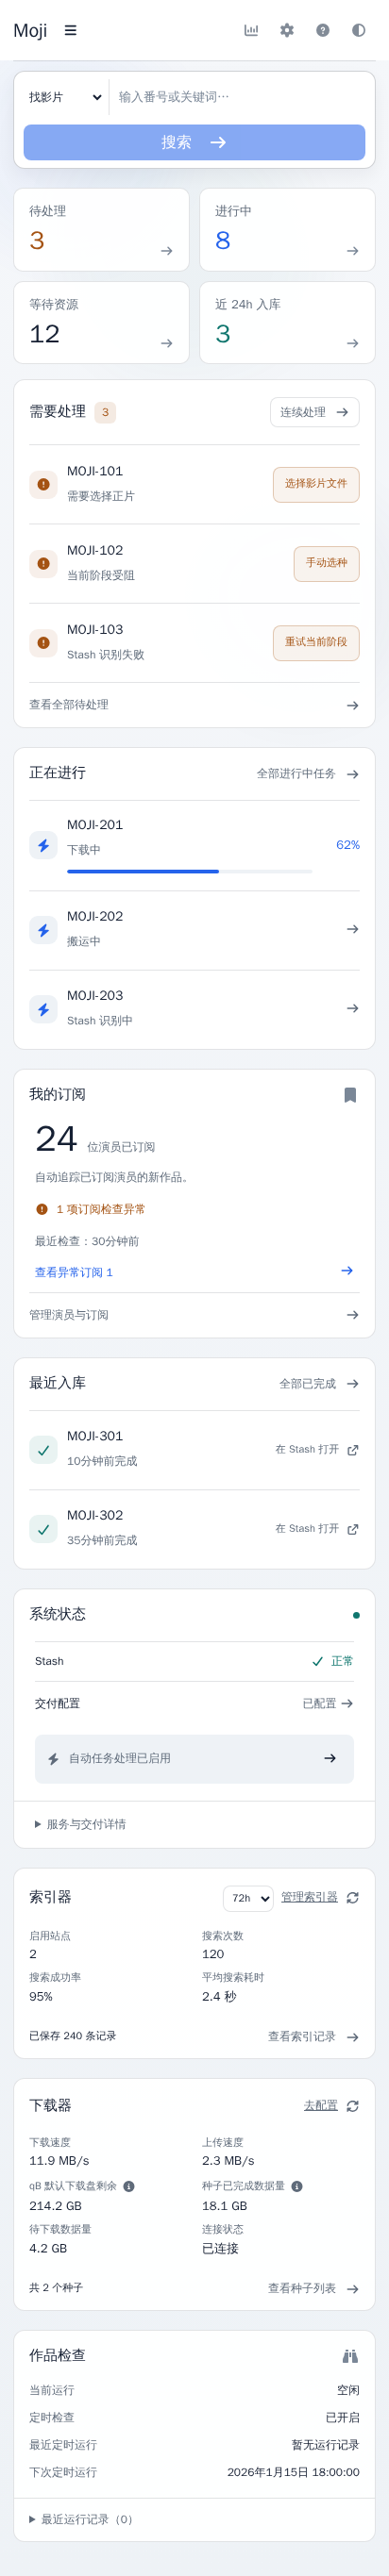 Moji
找影片
输入番号或关键词…
搜索
待处理
3
进行中
8
等待资源
12
近 24h 入库
3
需要处理 3
连续处理
MOJI-101
需要选择正片
选择影片文件
MOJI-102
当前阶段受阻
手动选种
MOJI-103
Stash 识别失败
重试当前阶段
查看全部待处理
正在进行
全部进行中任务
MOJI-201
下载中
62%
MOJI-202
搬运中
MOJI-203
Stash 识别中
我的订阅
24 位演员已订阅
自动追踪已订阅演员的新作品。
1 项订阅检查异常
最近检查：30分钟前
查看异常订阅 1
管理演员与订阅
最近入库
全部已完成
MOJI-301
10分钟前完成
在 Stash 打开
MOJI-302
35分钟前完成
在 Stash 打开
系统状态
Stash
正常
交付配置
已配置
自动任务处理已启用
服务与交付详情
索引器
72h
管理索引器
启用站点
2
搜索次数
120
搜索成功率
95%
平均搜索耗时
2.4 秒
已保存 240 条记录
查看索引记录
下载器
去配置
下载速度
11.9 MB/s
上传速度
2.3 MB/s
qB 默认下载盘剩余
214.2 GB
种子已完成数据量
18.1 GB
待下载数据量
4.2 GB
连接状态
已连接
共 2 个种子
查看种子列表
作品检查
当前运行
空闲
定时检查
已开启
最近定时运行
暂无运行记录
下次定时运行
2026年1月15日 18:00:00
最近运行记录（0）